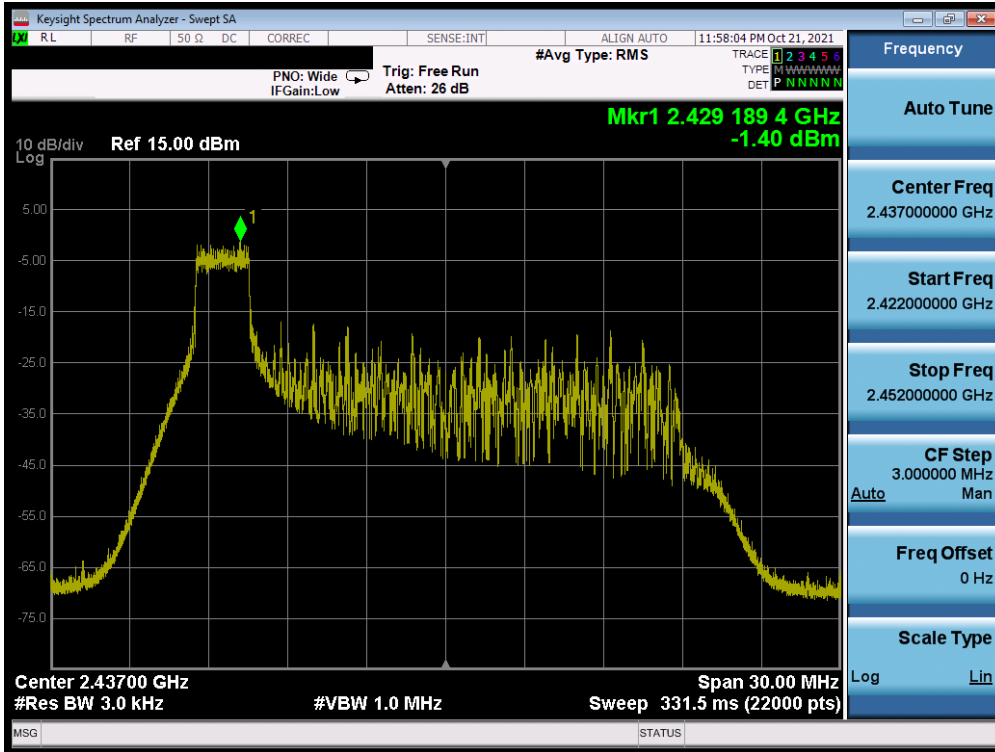 Keysight Spectrum Analyzer - Swept SA
LXI RL RF 50 Ω DC CORREC SENSE:INT ALIGN AUTO 11:58:04 PM Oct 21, 2021
PNO: Wide
IFGain:Low
Trig: Free Run
Atten: 26 dB
#Avg Type: RMS
TRACE 1 2 3 4 5 6
TYPE M WWWWW
DET P N N N N N
Mkr1 2.429 189 4 GHz
-1.40 dBm
10 dB/div
Log
Ref 15.00 dBm
1
5.00
-5.00
-15.0
-25.0
-35.0
-45.0
-55.0
-65.0
-75.0
Center 2.43700 GHz
Span 30.00 MHz
#Res BW 3.0 kHz
#VBW 1.0 MHz
Sweep 331.5 ms (22000 pts)
MSG
STATUS
Frequency
Auto Tune
Center Freq
2.437000000 GHz
Start Freq
2.422000000 GHz
Stop Freq
2.452000000 GHz
CF Step
3.000000 MHz
Auto Man
Freq Offset
0 Hz
Scale Type
Log Lin